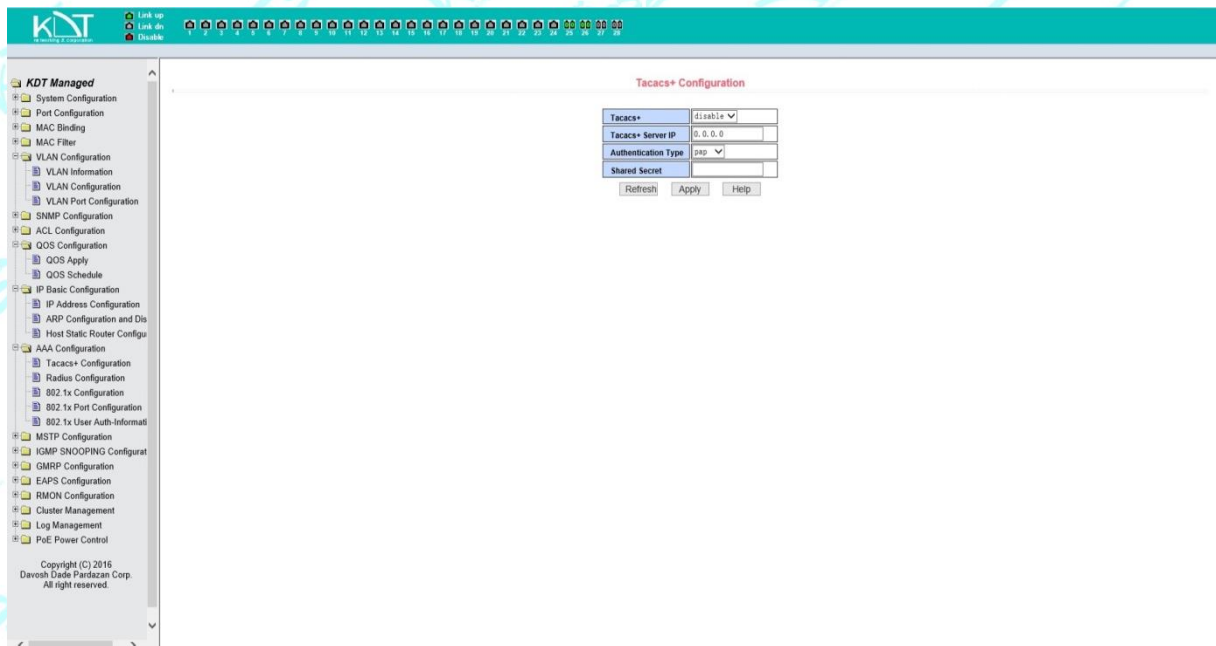 KDT
Link up
Link dn
Disable
1 2 3 4 5 6 7 8 9 10 11 12 13 14 15 16 17 18 19 20 21 22 23 24 25 26 27 28
KDT Managed
System Configuration
Port Configuration
MAC Binding
MAC Filter
VLAN Configuration
VLAN Information
VLAN Configuration
VLAN Port Configuration
SNMP Configuration
ACL Configuration
QOS Configuration
QOS Apply
QOS Schedule
IP Basic Configuration
IP Address Configuration
ARP Configuration and Dis
Host Static Router Configu
AAA Configuration
Tacacs+ Configuration
Radius Configuration
802.1x Configuration
802.1x Port Configuration
802.1x User Auth-Informati
MSTP Configuration
IGMP SNOOPING Configurat
GMRP Configuration
EAPS Configuration
RMON Configuration
Cluster Management
Log Management
PoE Power Control
Copyright (C) 2016
Davosh Dade Pardazan Corp.
All right reserved.
Tacacs+ Configuration
Tacacs+ disable
Tacacs+ Server IP 0.0.0.0
Authentication Type pap
Shared Secret
Refresh Apply Help